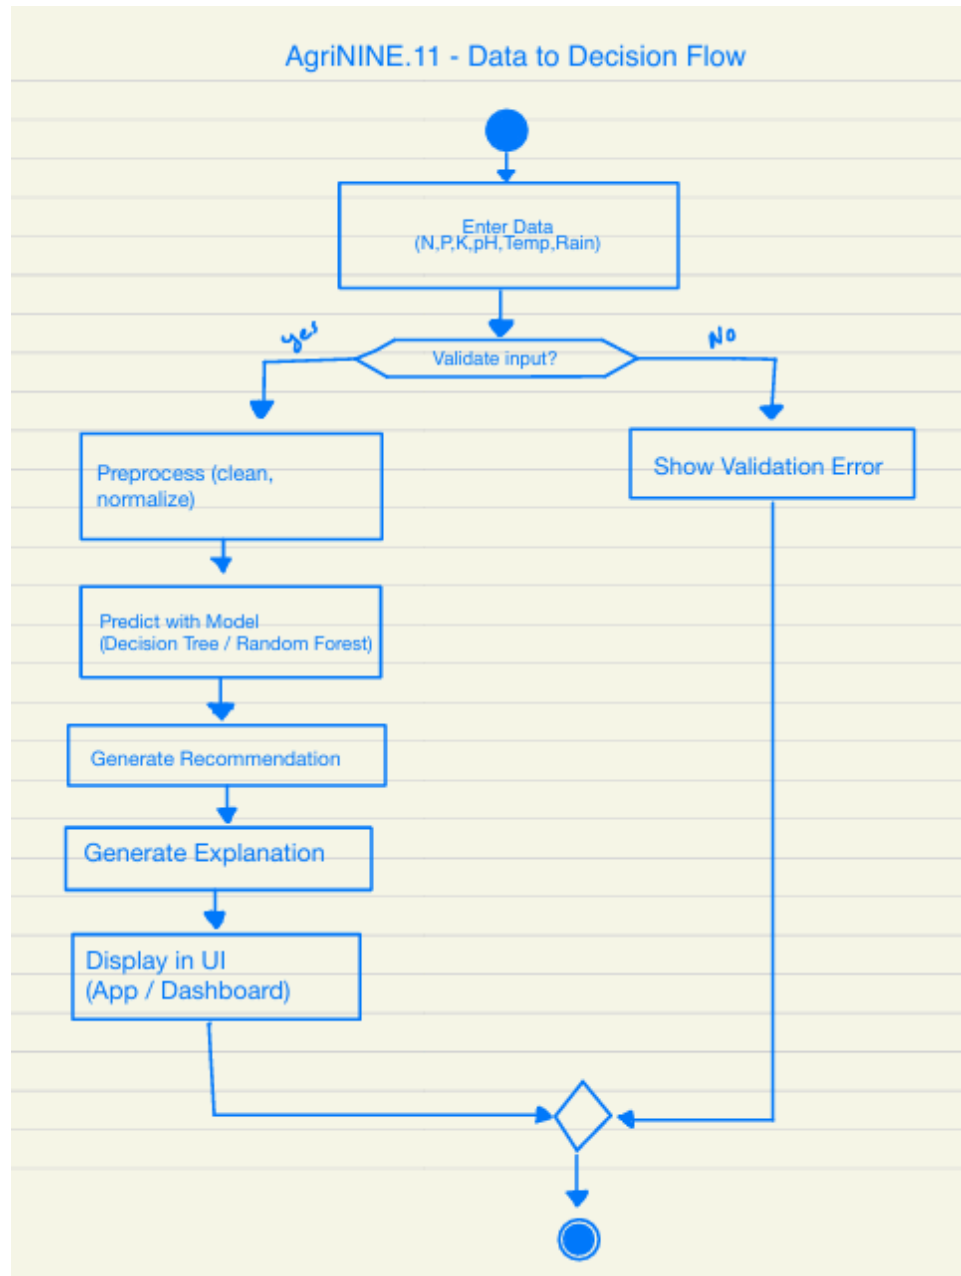 AgriNINE.11 - Data to Decision Flow
Enter Data
(N,P,K,pH,Temp,Rain)
yes
Validate input?
No
Preprocess (clean,
normalize)
Show Validation Error
Predict with Model
(Decision Tree / Random Forest)
Generate Recommendation
Generate Explanation
Display in UI
(App / Dashboard)